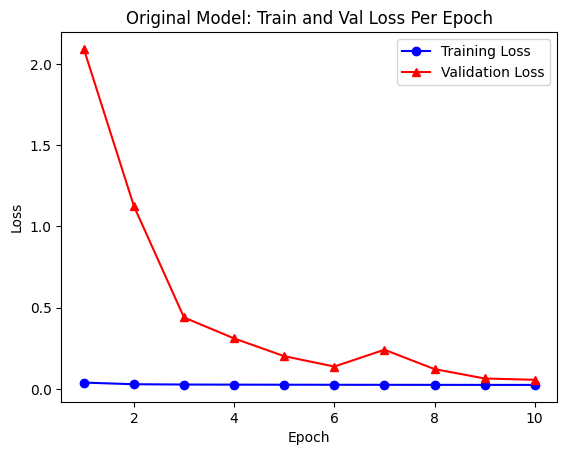 Original Model: Train and Val Loss Per Epoch
Training Loss
Validation Loss
Loss
2.0
1.5
1.0
0.5
0.0
2 4 6 8 10
Epoch